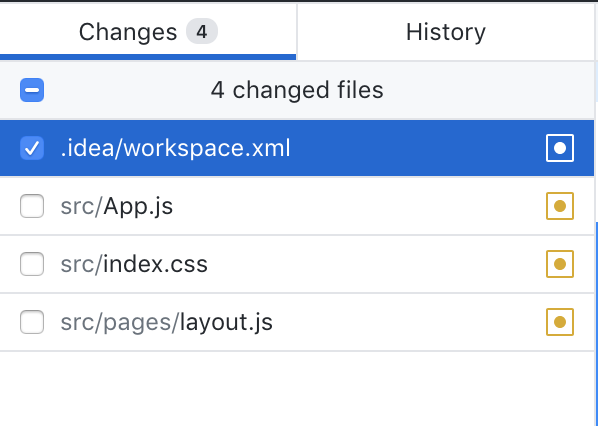 Changes 4 History
4 changed files
.idea/workspace.xml
src/App.js
src/index.css
src/pages/layout.js